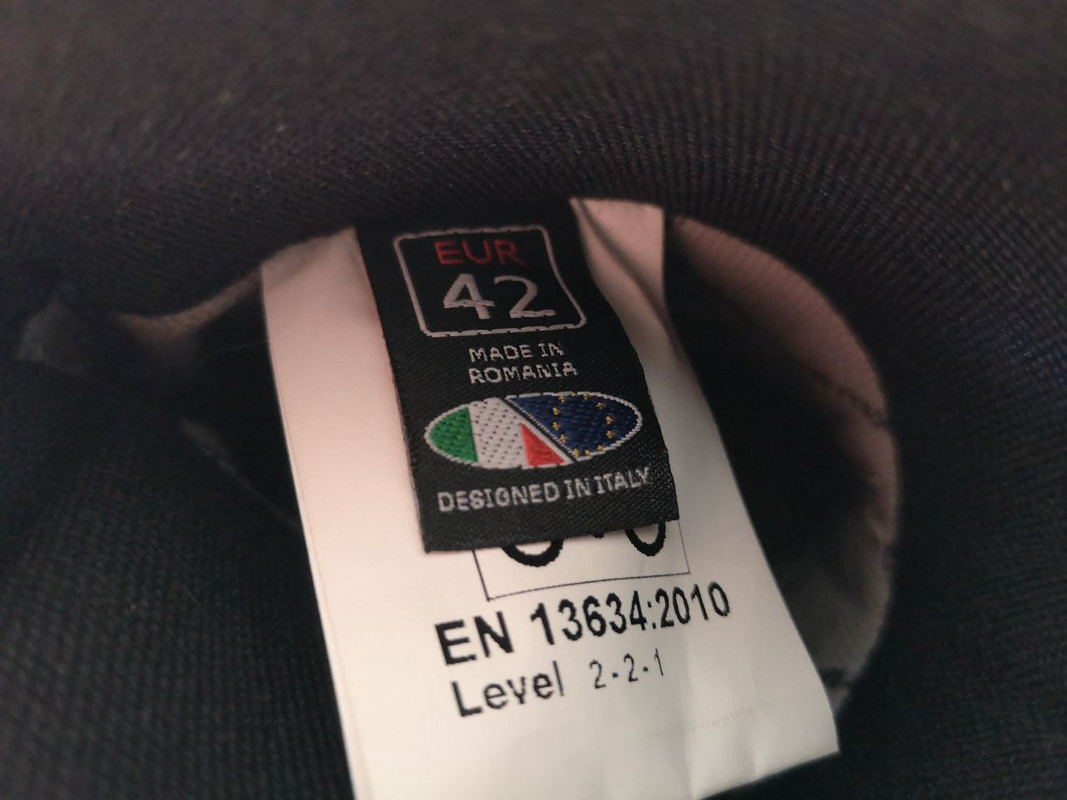 EUR
42
MADE IN
ROMANIA
DESIGNED IN ITALY
EN 13634:2010
Level 2-2-1